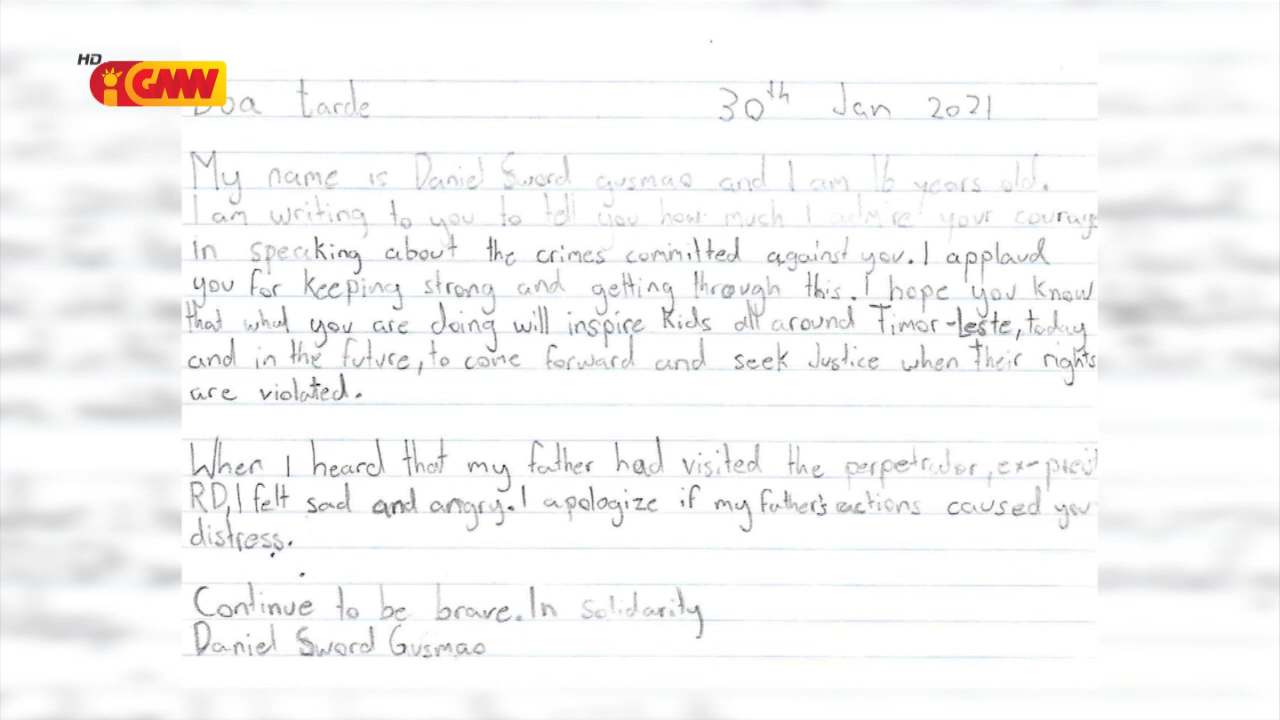 HD
GMN
Boa tarde 30th Jan 2021
My name is Daniel Sword gusmao and I am 16 years old.
I am writing to you to tell you how much I admire your courage
In speaking about the crimes committed against you. I applaud
you for keeping strong and getting through this. I hope you know
that what you are doing will inspire kids all around Timor-Leste, today
and in the future, to come forward and seek Justice when their rights
are violated.
When I heard that my father had visited the perpetrator, ex-
RD, I felt sad and angry. I apologize if my father's actions caused you
distress.
Continue to be brave. In solidarity
Daniel Sword Gusmao